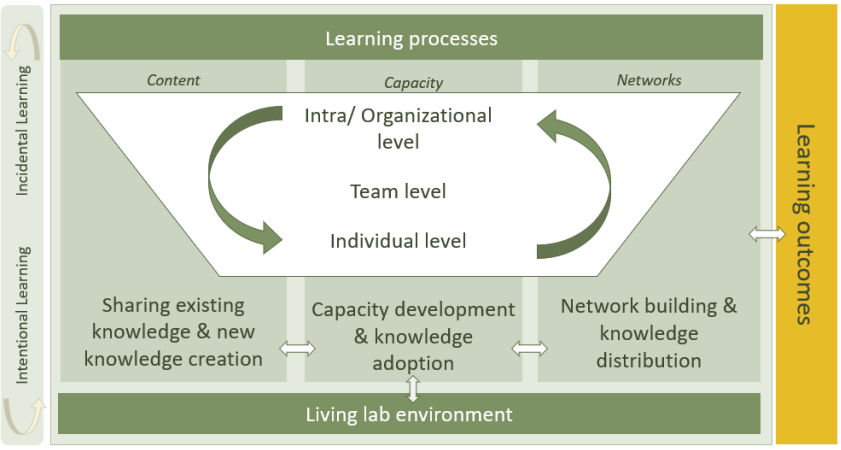 Learning processes
Content
Capacity
Networks
Intra/ Organizational
level
Team level
Individual level
Sharing existing
knowledge & new
knowledge creation
Capacity development
& knowledge
adoption
Network building &
knowledge
distribution
Living lab environment
Incidental Learning
Intentional Learning
Learning outcomes